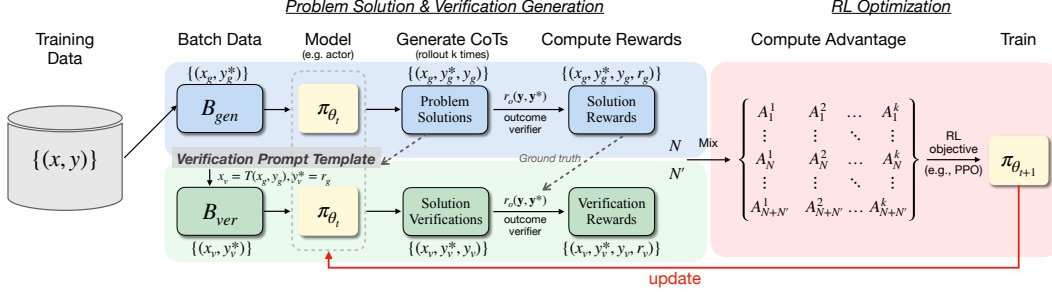 Problem Solution & Verification Generation
RL Optimization
Training
Data
Batch Data
Model
(e.g. actor)
Generate CoTs
(rollout k times)
Compute Rewards
Compute Advantage
Train
{(x, y)}
{(x_g, y_g^*)}
B_gen
π_θ_t
{(x_g, y_g^*, y_g)}
Problem
Solutions
r_o(y, y*)
outcome
verifier
{(x_g, y_g^*, y_g, r_g)}
Solution
Rewards
Verification Prompt Template
x_v = T(x_g, y_g), y_v^* = r_g
Ground truth
N
N′
Mix
B_ver
{(x_v, y_v^*)}
π_θ_t
Solution
Verifications
{(x_v, y_v^*, y_v)}
r_o(y, y*)
outcome
verifier
Verification
Rewards
{(x_v, y_v^*, y_v, r_v)}
A_1^1 A_1^2 … A_1^k
⋮ ⋮ ⋱ ⋮
A_N^1 A_N^2 … A_N^k
⋮ ⋮ ⋱ ⋮
A_{N+N′}^1 A_{N+N′}^2 … A_{N+N′}^k
RL
objective
(e.g., PPO)
π_θ_{t+1}
update